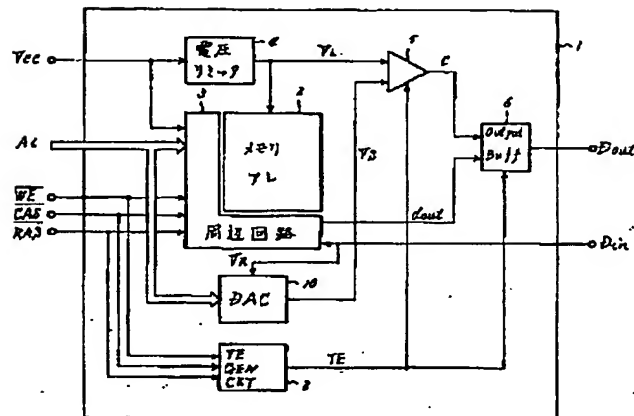 1
Vcc
電圧
リミッタ
4
VL
5
C
3
2
Ai
メモリ
アレ
VB
6
Output
Buff
Dout
WE
CAS
RAS
dout
周辺回路
Din
VR
DAC
10
TE
GEN
CKT
TE